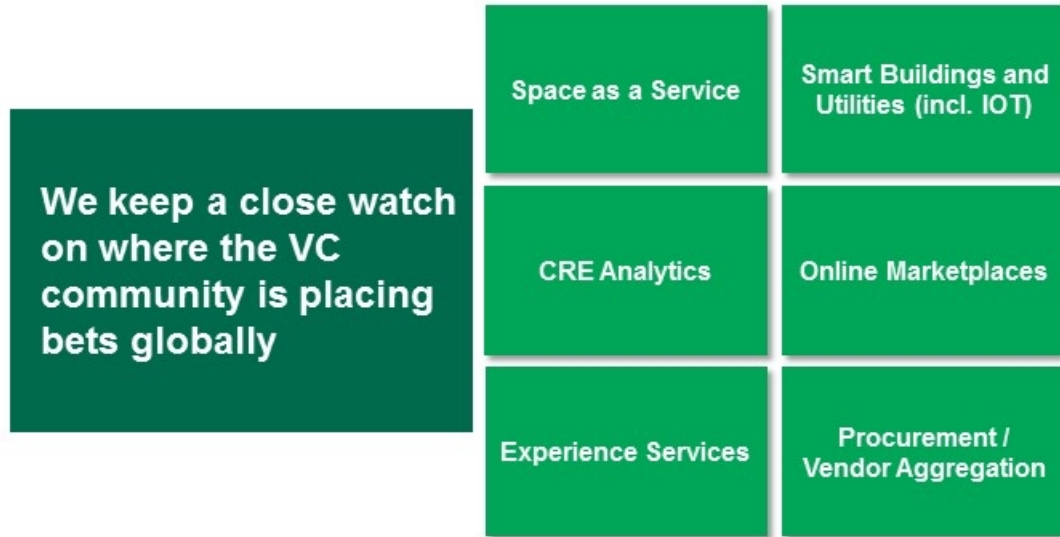 We keep a close watch
on where the VC
community is placing
bets globally
Space as a Service
Smart Buildings and
Utilities (incl. IOT)
CRE Analytics
Online Marketplaces
Experience Services
Procurement /
Vendor Aggregation